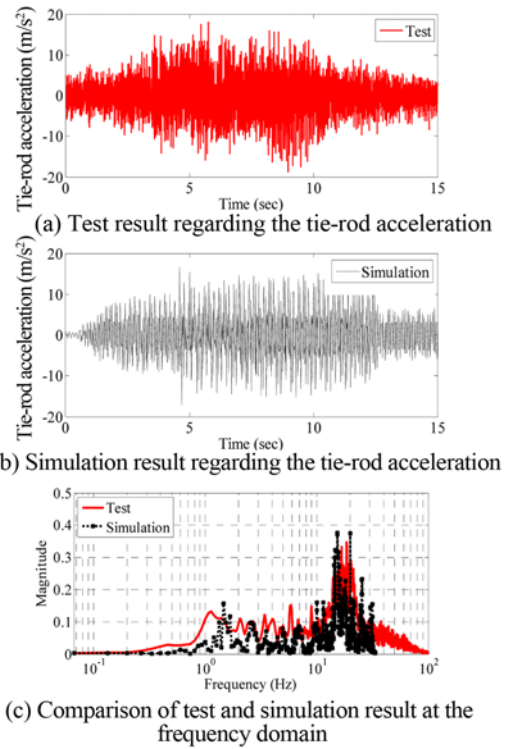 Tie-rod acceleration (m/s²)
20
10
0
-10
-20
Test
0 5 10 15
Time (sec)
(a) Test result regarding the tie-rod acceleration
Tie-rod acceleration (m/s²)
20
10
0
-10
-20
Simulation
0 5 10 15
Time (sec)
b) Simulation result regarding the tie-rod acceleration
Magnitude
0.5
0.4
0.3
0.2
0.1
0
Test
Simulation
10⁻¹ 10⁰ 10¹ 10²
Frequency (Hz)
(c) Comparison of test and simulation result at the
frequency domain